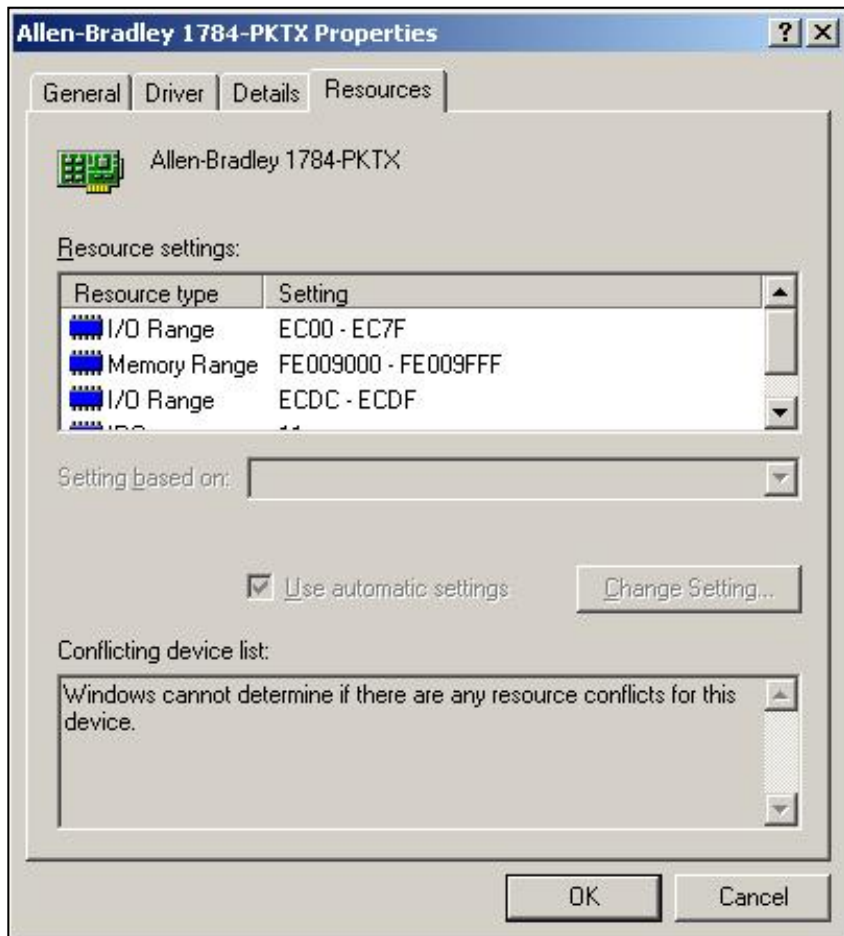 Allen-Bradley 1784-PKTX Properties
General Driver Details Resources
Allen-Bradley 1784-PKTX
Resource settings:
Resource type Setting
I/O Range EC00 - EC7F
Memory Range FE009000 - FE009FFF
I/O Range ECDC - ECDF
Setting based on:
Use automatic settings Change Setting...
Conflicting device list:
Windows cannot determine if there are any resource conflicts for this
device.
OK Cancel